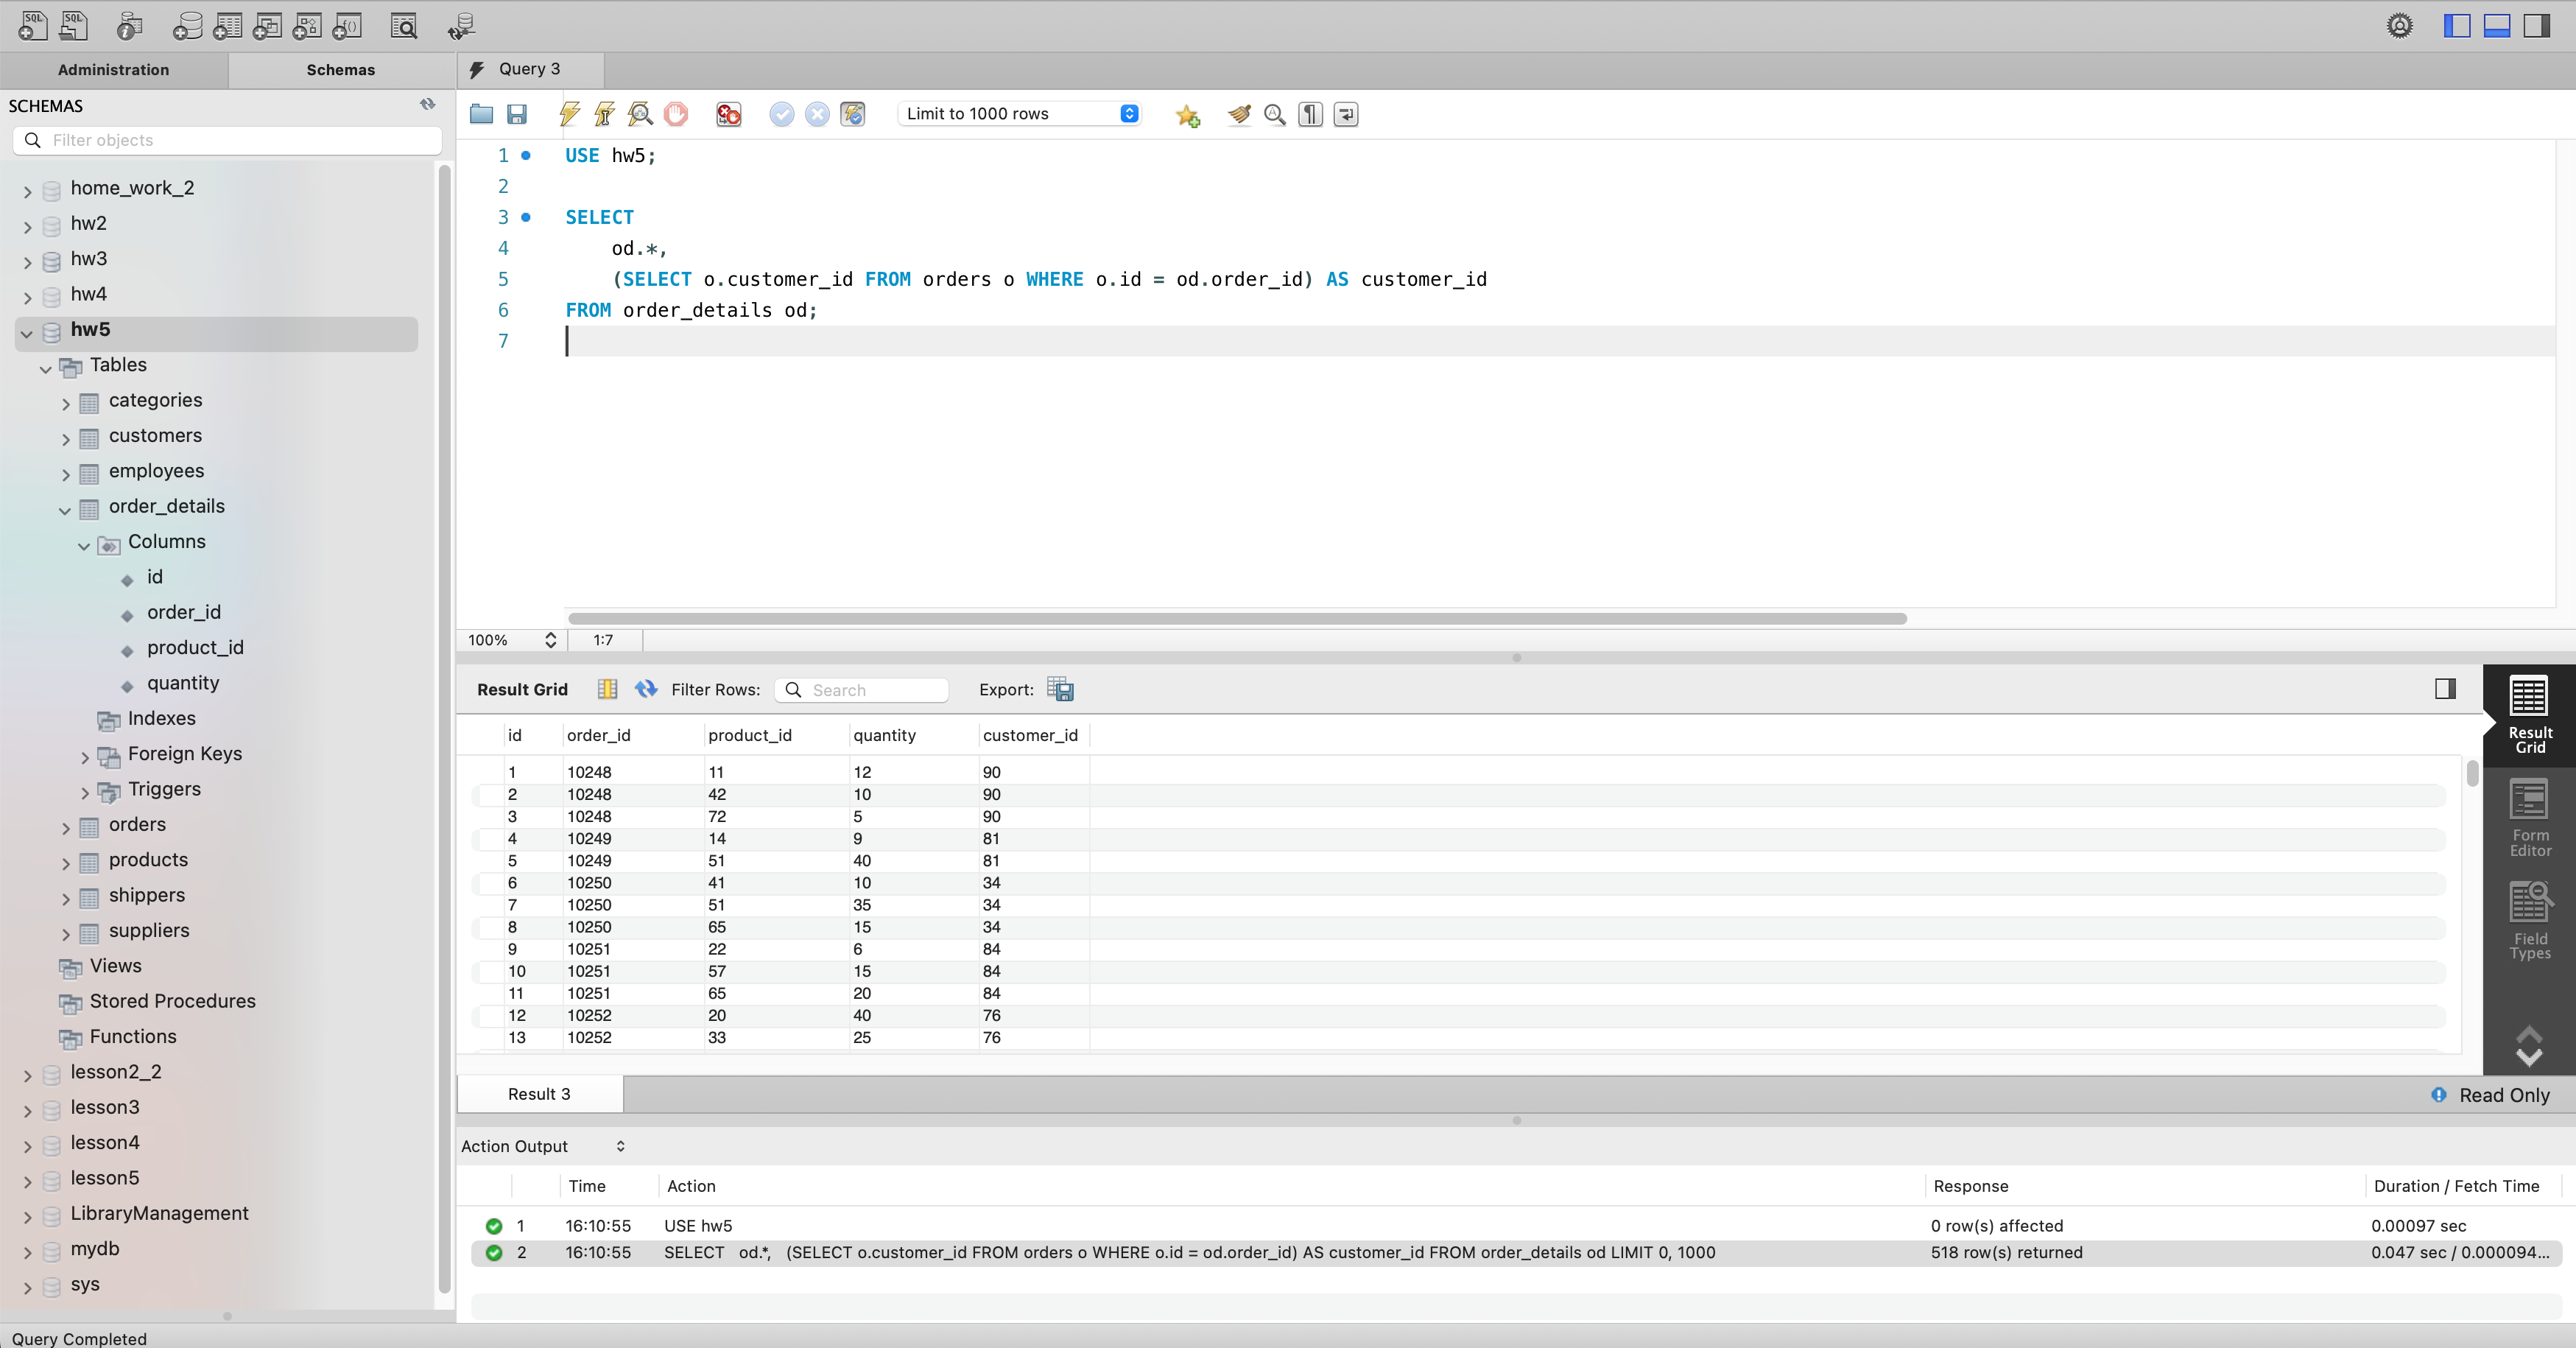 Administration
Schemas
Query 3
SCHEMAS
Filter objects
home_work_2
hw2
hw3
hw4
hw5
Tables
categories
customers
employees
order_details
Columns
id
order_id
product_id
quantity
Indexes
Foreign Keys
Triggers
orders
products
shippers
suppliers
Views
Stored Procedures
Functions
lesson2_2
lesson3
lesson4
lesson5
LibraryManagement
mydb
sys
Query Completed
Limit to 1000 rows
1 USE hw5;
2
3 SELECT
4 od.*,
5 (SELECT o.customer_id FROM orders o WHERE o.id = od.order_id) AS customer_id
6 FROM order_details od;
7
100% 1:7
Result Grid Filter Rows: Search Export:
id order_id product_id quantity customer_id
1 10248 11 12 90
2 10248 42 10 90
3 10248 72 5 90
4 10249 14 9 81
5 10249 51 40 81
6 10250 41 10 34
7 10250 51 35 34
8 10250 65 15 34
9 10251 22 6 84
10 10251 57 15 84
11 10251 65 20 84
12 10252 20 40 76
13 10252 33 25 76
Result
Grid
Form
Editor
Field
Types
Result 3
Read Only
Action Output
Time Action Response Duration / Fetch Time
1 16:10:55 USE hw5 0 row(s) affected 0.00097 sec
2 16:10:55 SELECT od.*, (SELECT o.customer_id FROM orders o WHERE o.id = od.order_id) AS customer_id FROM order_details od LIMIT 0, 1000 518 row(s) returned 0.047 sec / 0.000094...